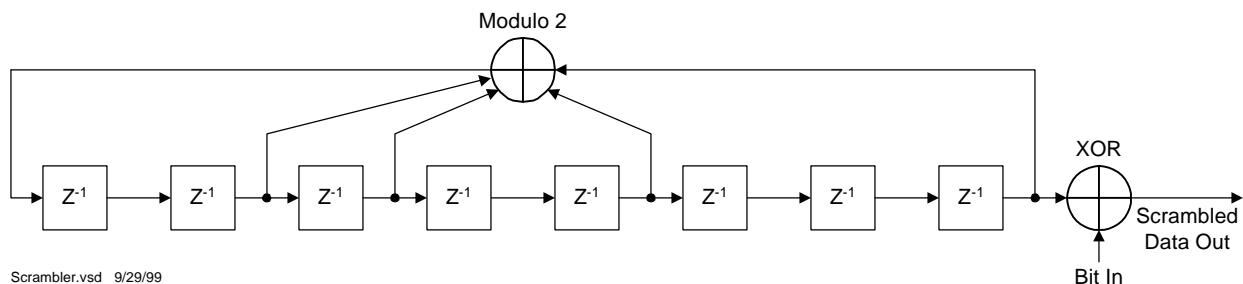 Modulo 2
XOR
Z-1
Z-1
Z-1
Z-1
Z-1
Z-1
Z-1
Z-1
Scrambled
Data Out
Scrambler.vsd 9/29/99
Bit In